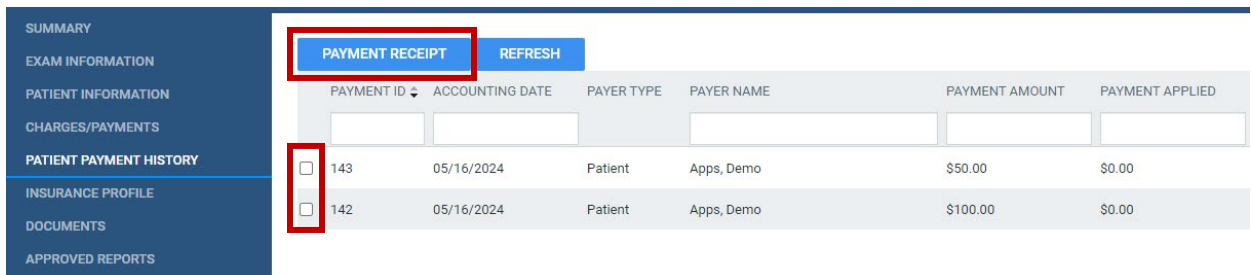 SUMMARY
EXAM INFORMATION
PATIENT INFORMATION
CHARGES/PAYMENTS
PATIENT PAYMENT HISTORY
INSURANCE PROFILE
DOCUMENTS
APPROVED REPORTS
PAYMENT RECEIPT REFRESH
PAYMENT ID ACCOUNTING DATE PAYER TYPE PAYER NAME PAYMENT AMOUNT PAYMENT APPLIED
143 05/16/2024 Patient Apps, Demo $50.00 $0.00
142 05/16/2024 Patient Apps, Demo $100.00 $0.00